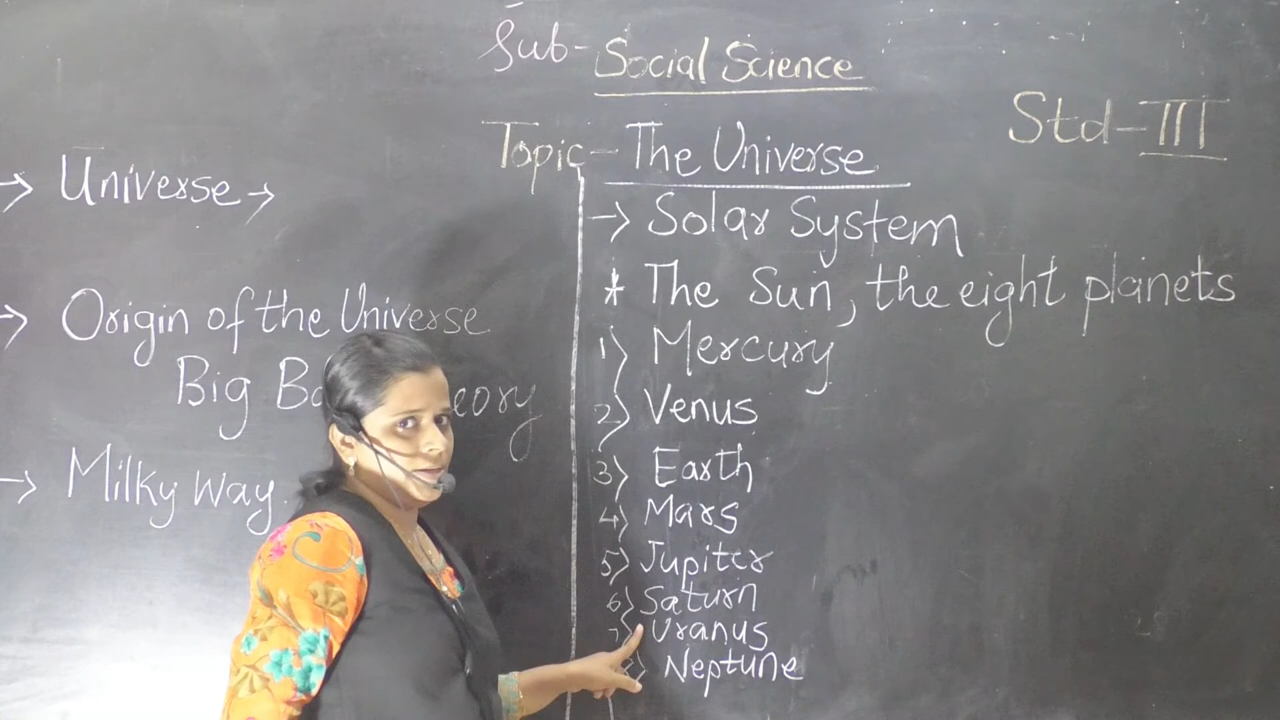 Sub- Social Science
Std-III
Topic- The Universe
→ Universe →
→ Origin of the Universe
Big
→ Milky Way.
→ Solar System
* The Sun, the eight planets
1) Mercury
2) Venus
3) Earth
4) Mars
5) Jupiter
6) Saturn
7) Uranus
8) Neptune